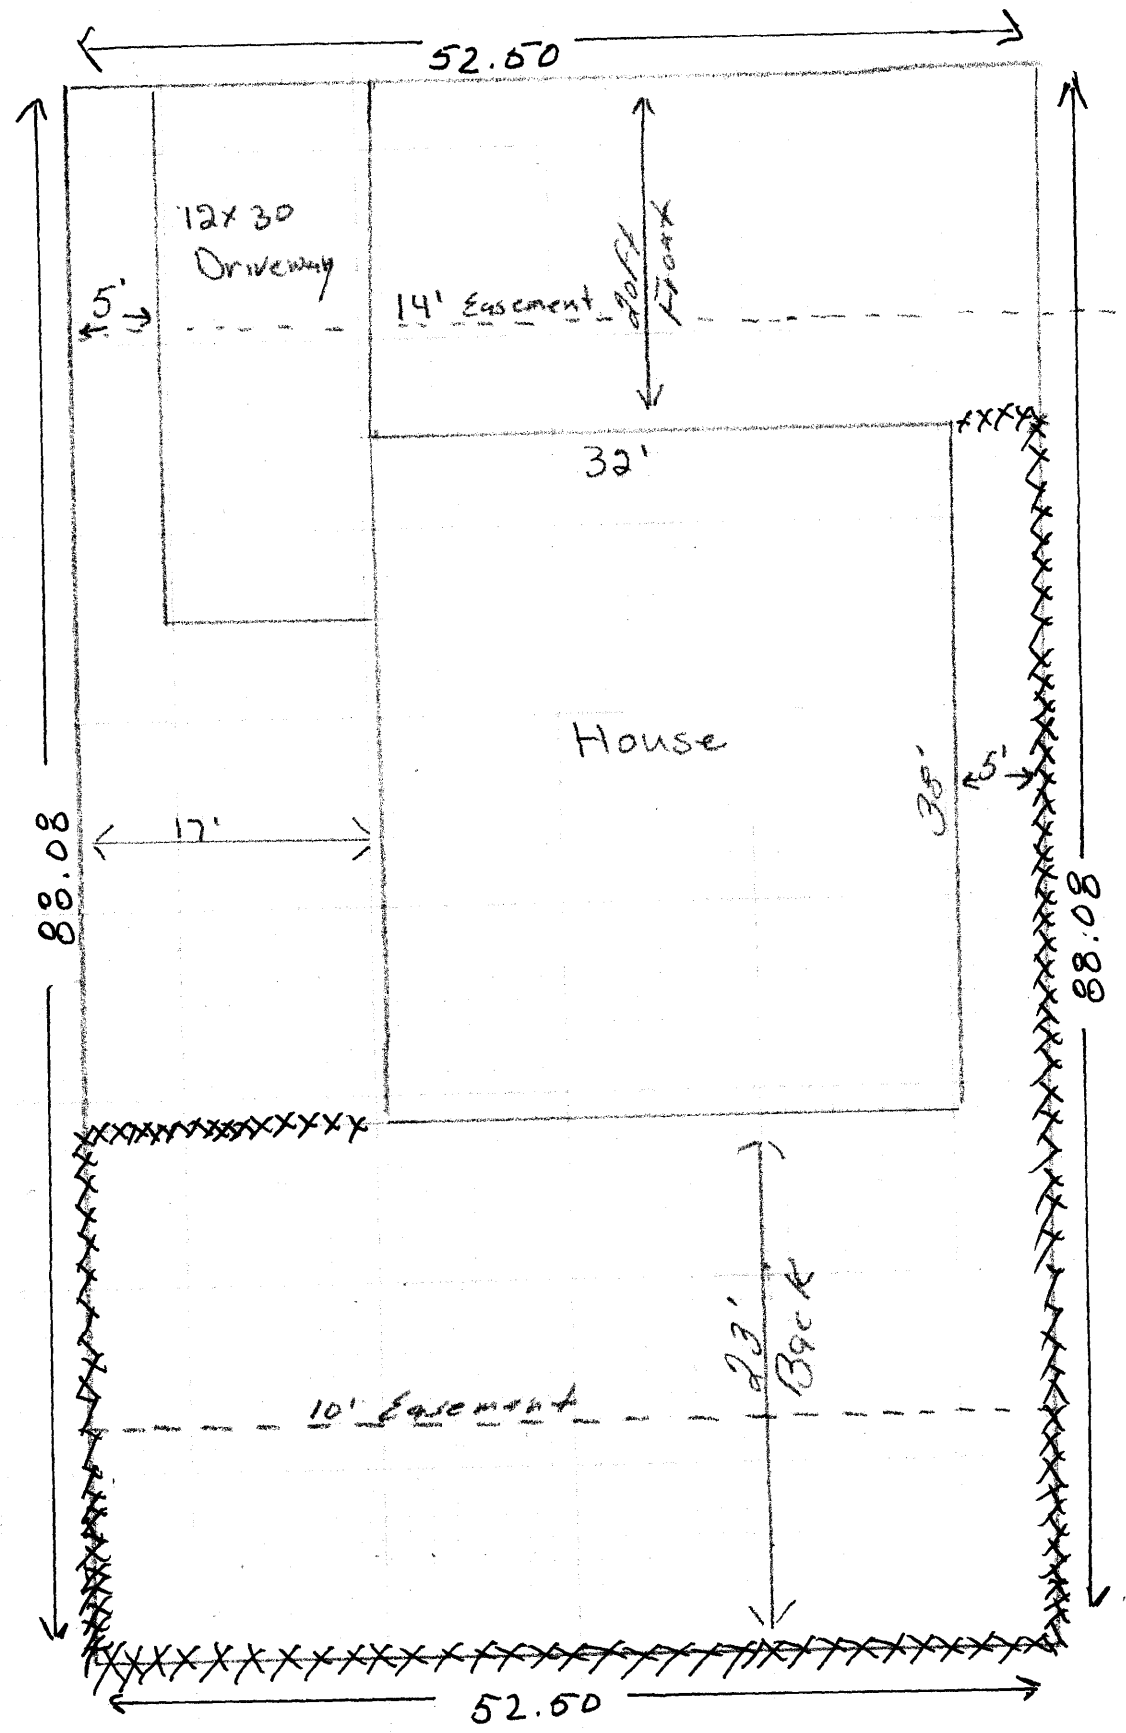 52.50
12x30
Driveway
5'
14' Easement
20ft
Front
32'
House
38'
5'
17'
88.08
88.08
23'
Back
10' Easement
52.50